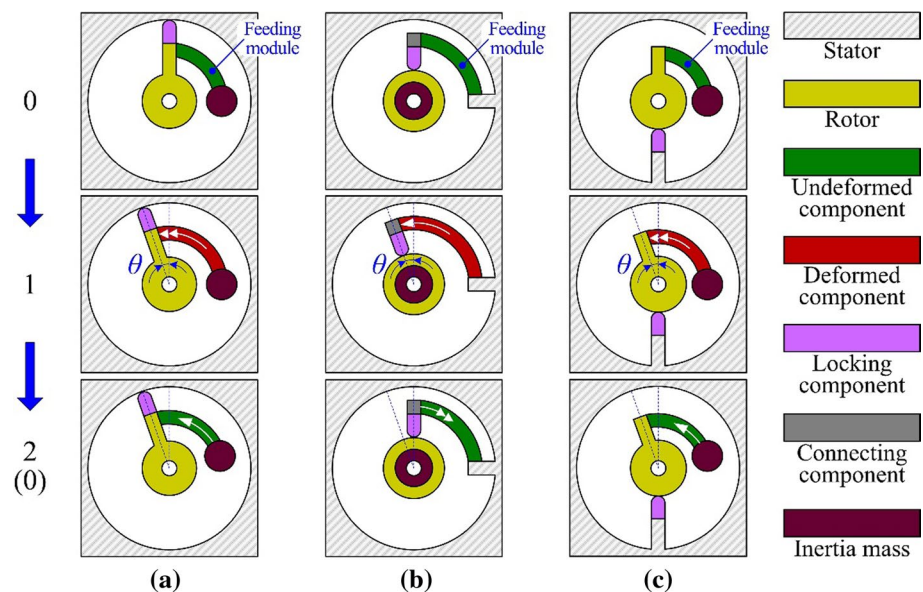 Feeding
module
Feeding
module
Feeding
module
0
1
θ
θ
θ
2
(0)
(a)
(b)
(c)
Stator
Rotor
Undeformed
component
Deformed
component
Locking
component
Connecting
component
Inertia mass